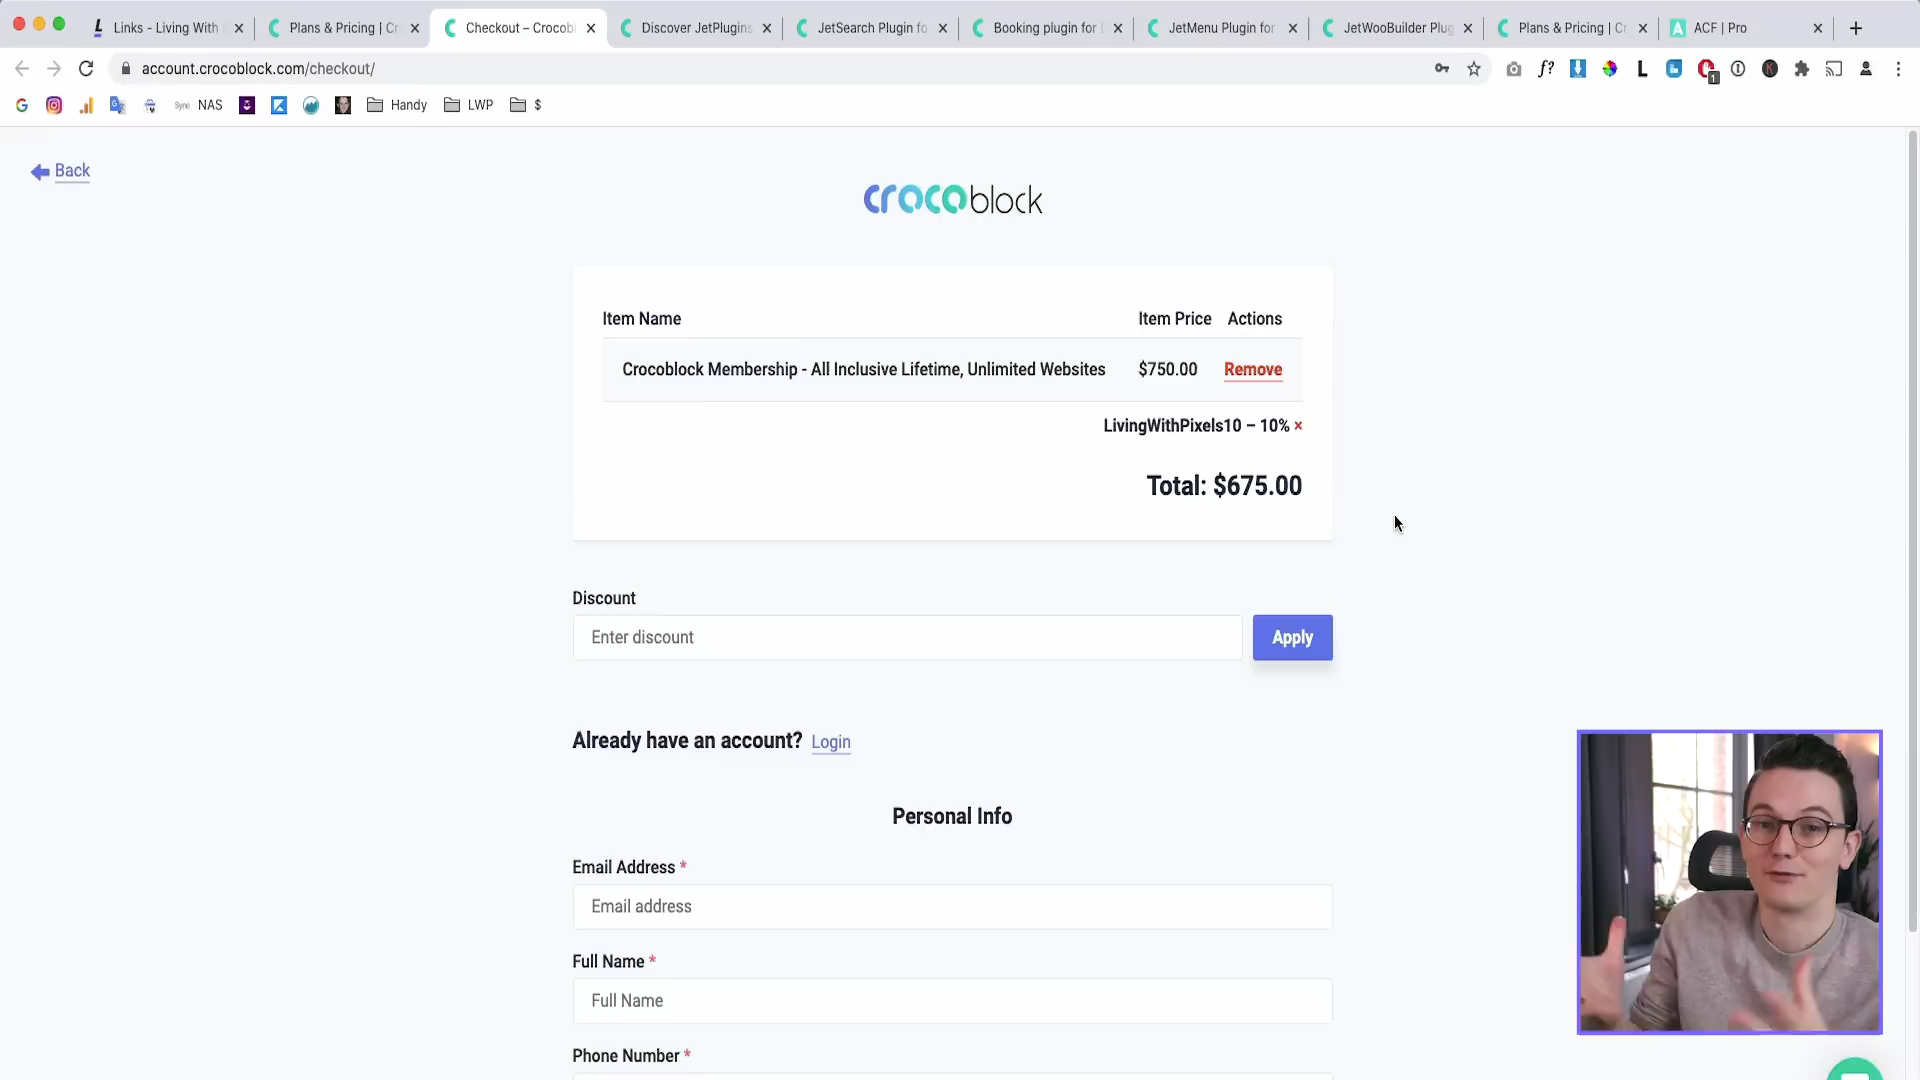 Links - Living With
Plans & Pricing | Cr
Checkout – Crocobl
Discover JetPlugins
JetSearch Plugin fo
Booking plugin for
JetMenu Plugin for
JetWooBuilder Plug
Plans & Pricing | Cr
ACF | Pro
account.crocoblock.com/checkout/
f?
L
1
G
Sync NAS
Handy
LWP
$
Back
crocoblock
Item Name Item Price Actions
Crocoblock Membership - All Inclusive Lifetime, Unlimited Websites $750.00 Remove
LivingWithPixels10 – 10% ×
Total: $675.00
Discount
Enter discount Apply
Already have an account? Login
Personal Info
Email Address *
Email address
Full Name *
Full Name
Phone Number *